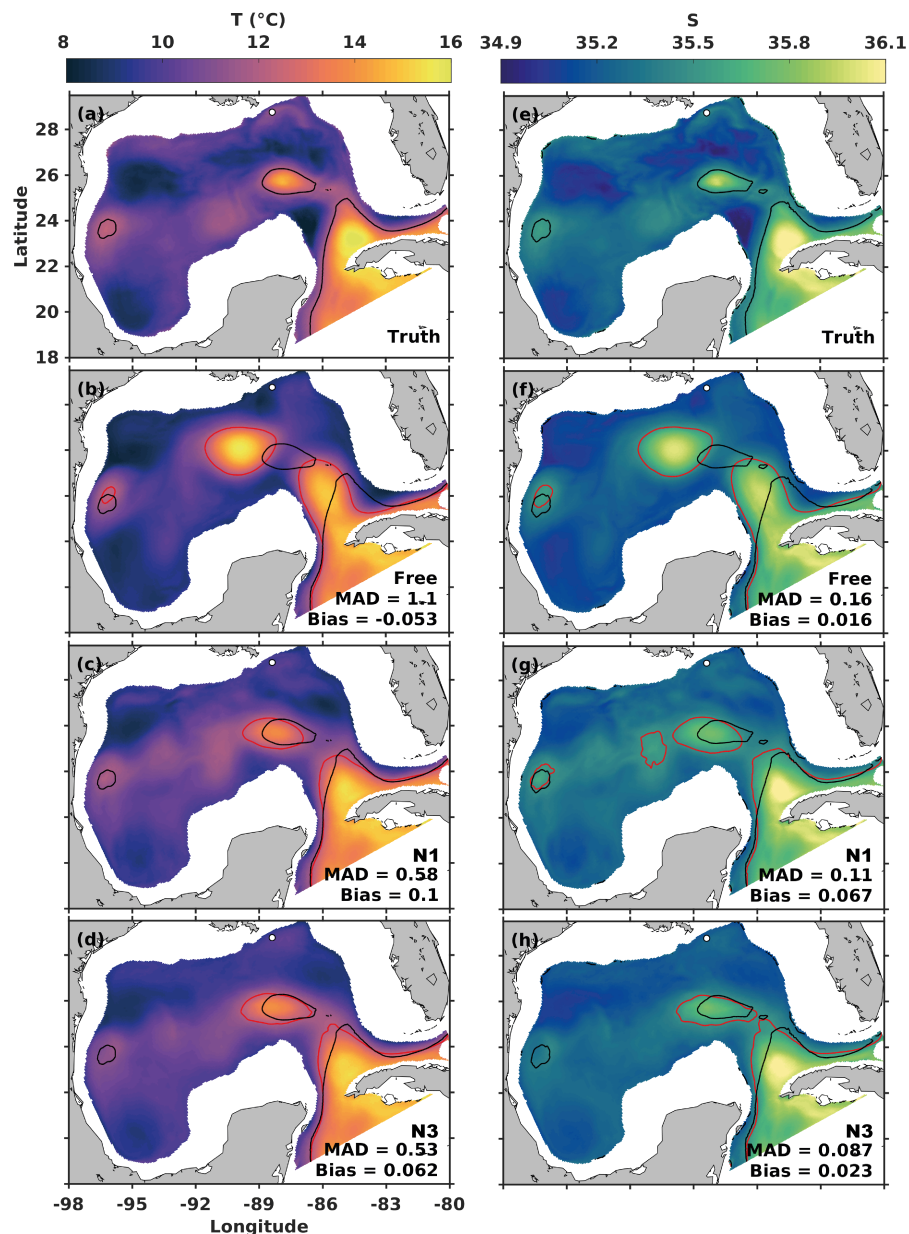 T (°C)
S
8 10 12 14 16
34.9 35.2 35.5 35.8 36.1
(a)
(e)
28
26
24
22
20
18
Latitude
Truth
Truth
(b)
(f)
Free
MAD = 1.1
Bias = -0.053
Free
MAD = 0.16
Bias = 0.016
(c)
(g)
N1
MAD = 0.58
Bias = 0.1
N1
MAD = 0.11
Bias = 0.067
(d)
(h)
N3
MAD = 0.53
Bias = 0.062
N3
MAD = 0.087
Bias = 0.023
-98 -95 -92 -89 -86 -83 -80
Longitude